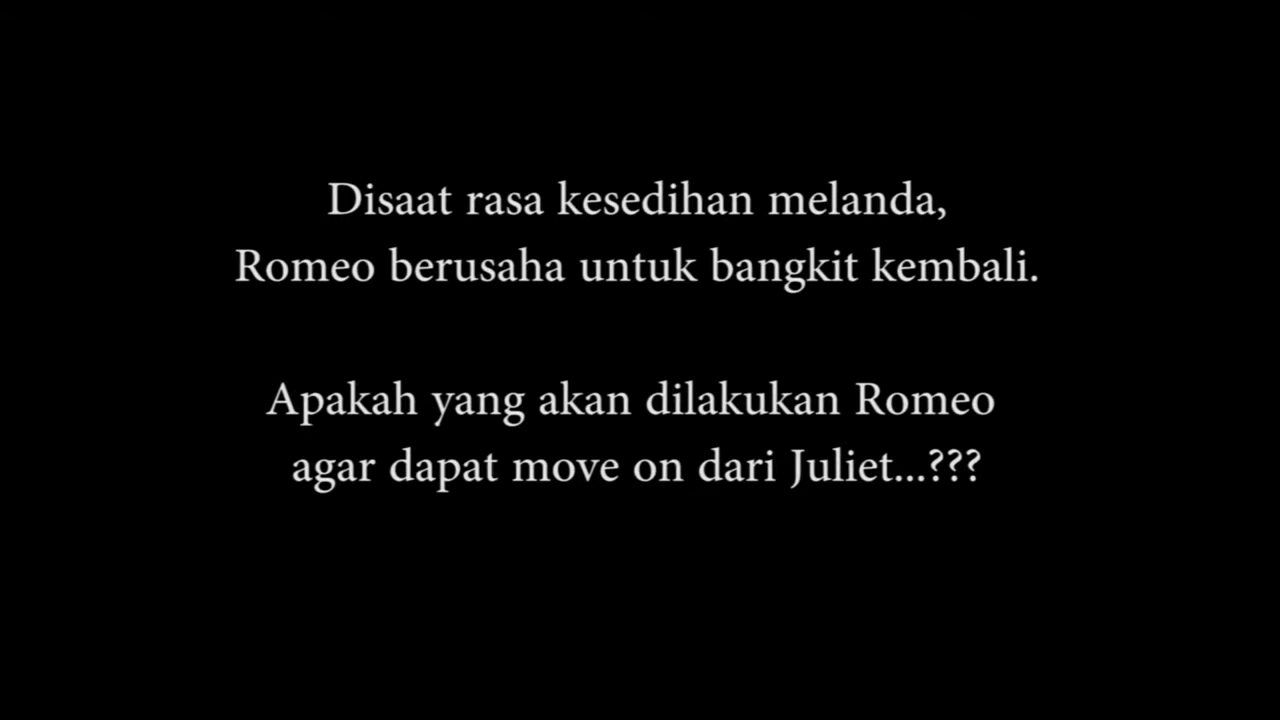 Disaat rasa kesedihan melanda,
Romeo berusaha untuk bangkit kembali.
Apakah yang akan dilakukan Romeo
agar dapat move on dari Juliet...???